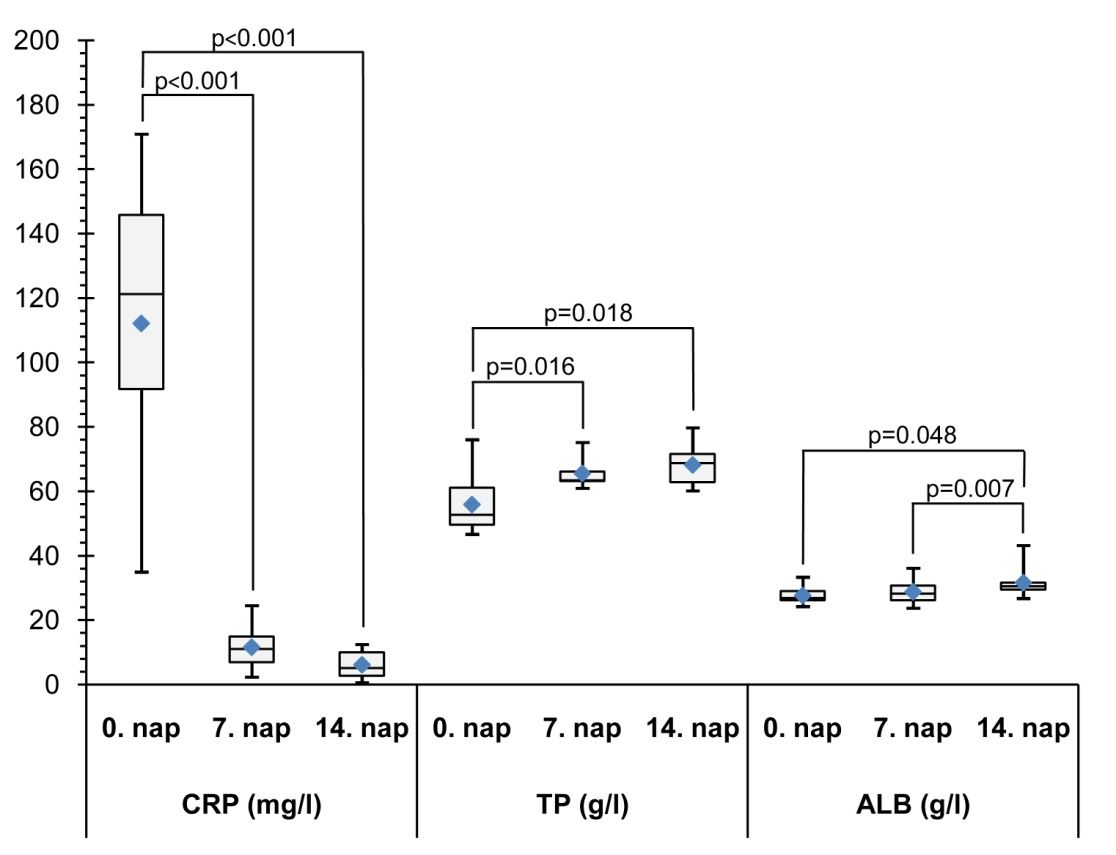 200
p<0.001
180
p<0.001
160
140
120
100
p=0.018
p=0.016
80
60
p=0.048
p=0.007
40
20
0
0. nap 7. nap 14. nap 0. nap 7. nap 14. nap 0. nap 7. nap 14. nap
CRP (mg/l) TP (g/l) ALB (g/l)